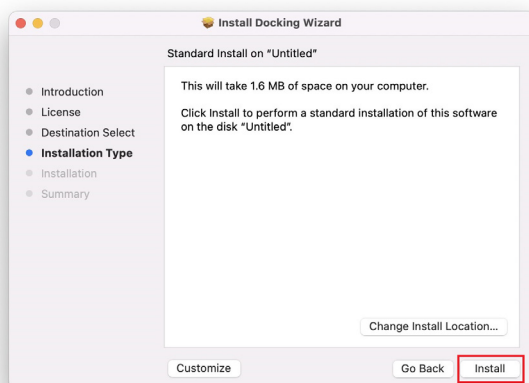 Install Docking Wizard
Standard Install on “Untitled”
Introduction
License
Destination Select
Installation Type
Installation
Summary
This will take 1.6 MB of space on your computer.
Click Install to perform a standard installation of this software
on the disk “Untitled”.
Change Install Location...
Customize
Go Back
Install